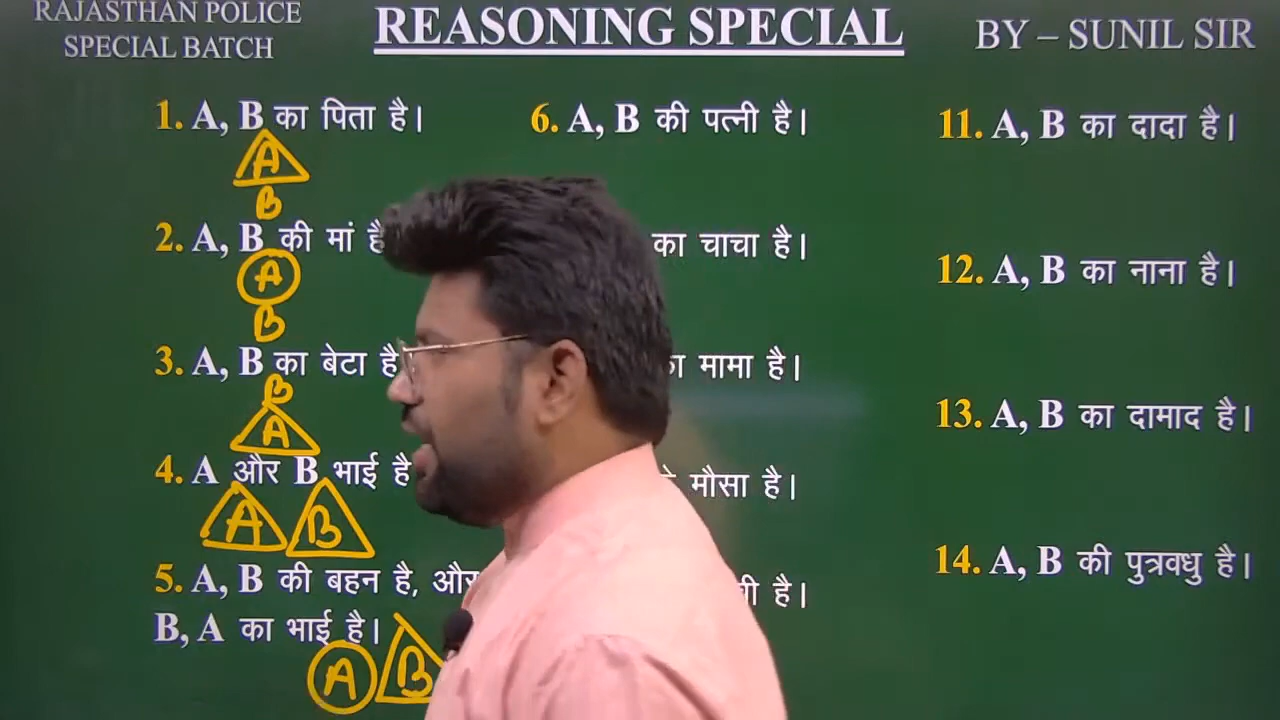 RAJASTHAN POLICE
SPECIAL BATCH
REASONING SPECIAL
BY – SUNIL SIR
1. A, B का पिता है।
A
B
2. A, B की मां
A
B
3. A, B का बेटा है
B
A
4. A और B भाई है
A B
5. A, B की बहन है, और
B, A का भाई है।
A B
6. A, B की पत्नी है।
का चाचा है।
मामा है।
मौसा है।
है।
11. A, B का दादा है।
12. A, B का नाना है।
13. A, B का दामाद है।
14. A, B की पुत्रवधु है।